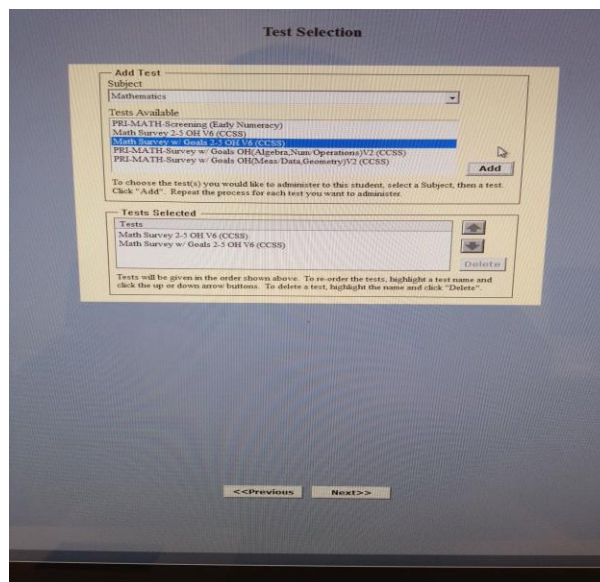 Test Selection
Add Test
Subject
Mathematics
Tests Available
PRI-MATH-Screening (Early Numeracy)
Math Survey 2-5 OH V6 (CCSS)
Math Survey w/ Goals 2-5 OH V6 (CCSS)
PRI-MATH-Survey w/ Goals OH(Algebra,Num/Operations)V2 (CCSS)
PRI-MATH-Survey w/ Goals OH(Meas/Data,Geometry)V2 (CCSS)
Add
To choose the test(s) you would like to administer to this student, select a Subject, then a test.
Click "Add". Repeat the process for each test you want to administer.
Tests Selected
Tests
Math Survey 2-5 OH V6 (CCSS)
Math Survey w/ Goals 2-5 OH V6 (CCSS)
Delete
Tests will be given in the order shown above. To re-order the tests, highlight a test name and
click the up or down arrow buttons. To delete a test, highlight the name and click "Delete".
<<Previous
Next>>